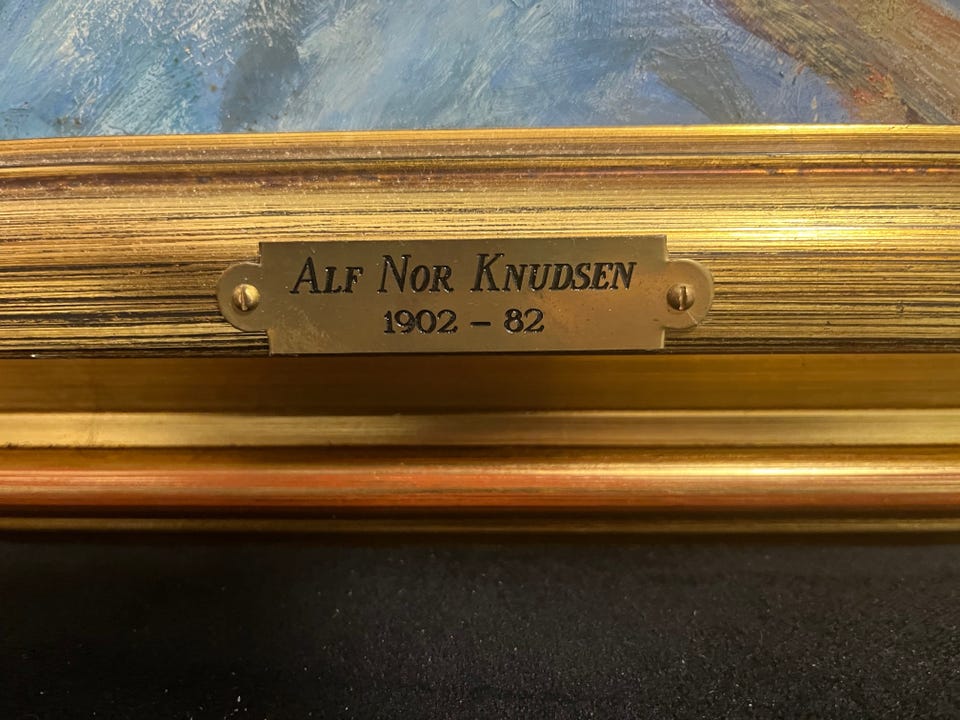 Alf Nor Knudsen
1902 – 82